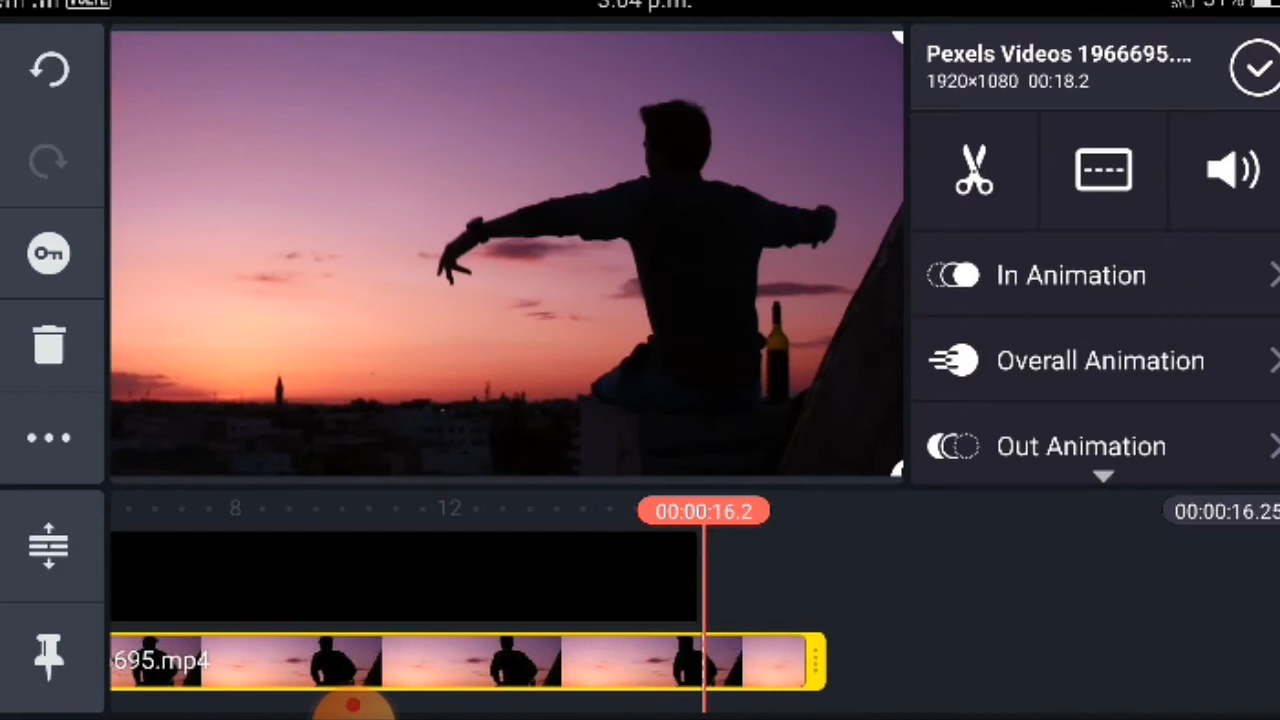 3:04 p.m.
51%
Pexels Videos 1966695....
1920×1080 00:18.2
In Animation
Overall Animation
Out Animation
8
12
00:00:16.2
00:00:16.25
695.mp4